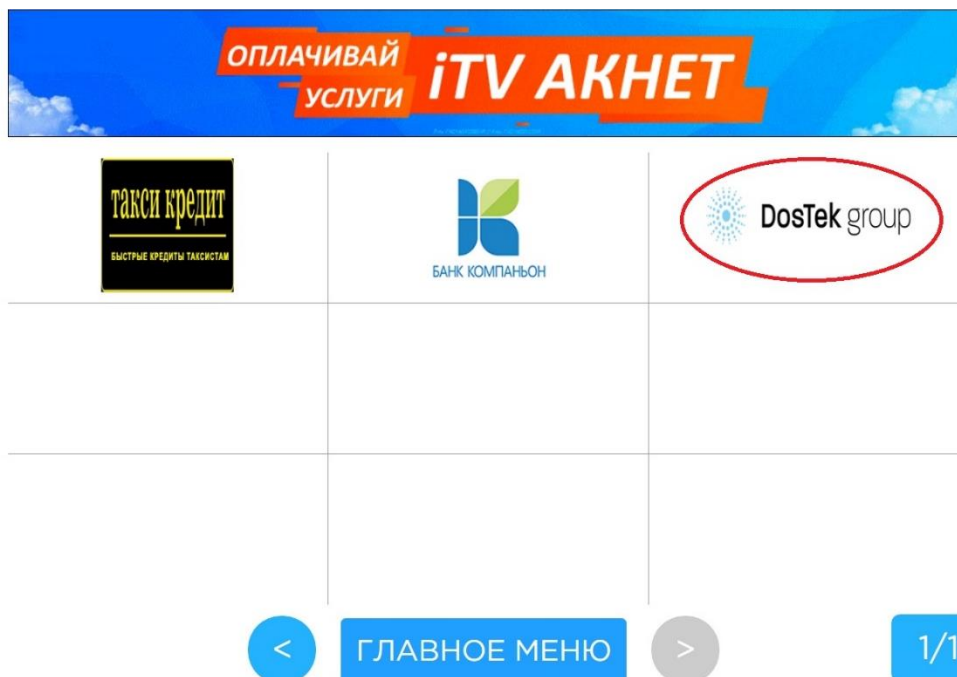 ОПЛАЧИВАЙ
УСЛУГИ
iTV АКНЕТ
такси кредит
БЫСТРЫЕ КРЕДИТЫ ТАКСИСТАМ
БАНК КОМПАНЬОН
DosTek group
<
ГЛАВНОЕ МЕНЮ
>
1/1